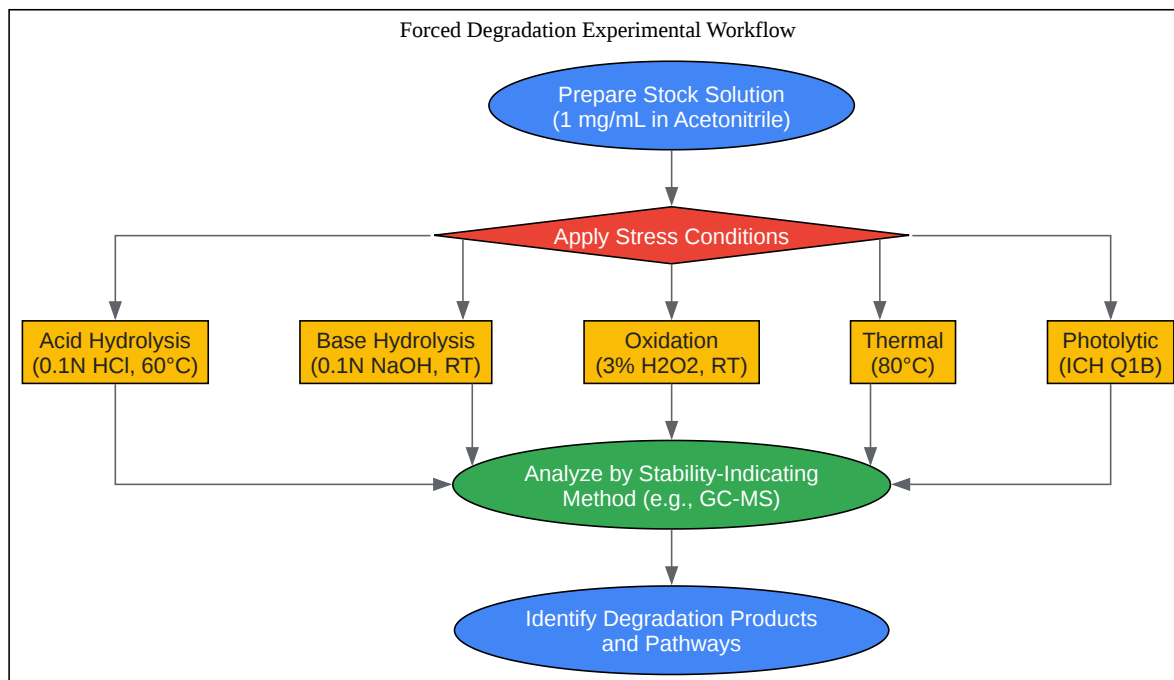 Forced Degradation Experimental Workflow
Prepare Stock Solution
(1 mg/mL in Acetonitrile)
Apply Stress Conditions
Acid Hydrolysis
(0.1N HCl, 60°C)
Base Hydrolysis
(0.1N NaOH, RT)
Oxidation
(3% H2O2, RT)
Thermal
(80°C)
Photolytic
(ICH Q1B)
Analyze by Stability-Indicating
Method (e.g., GC-MS)
Identify Degradation Products
and Pathways